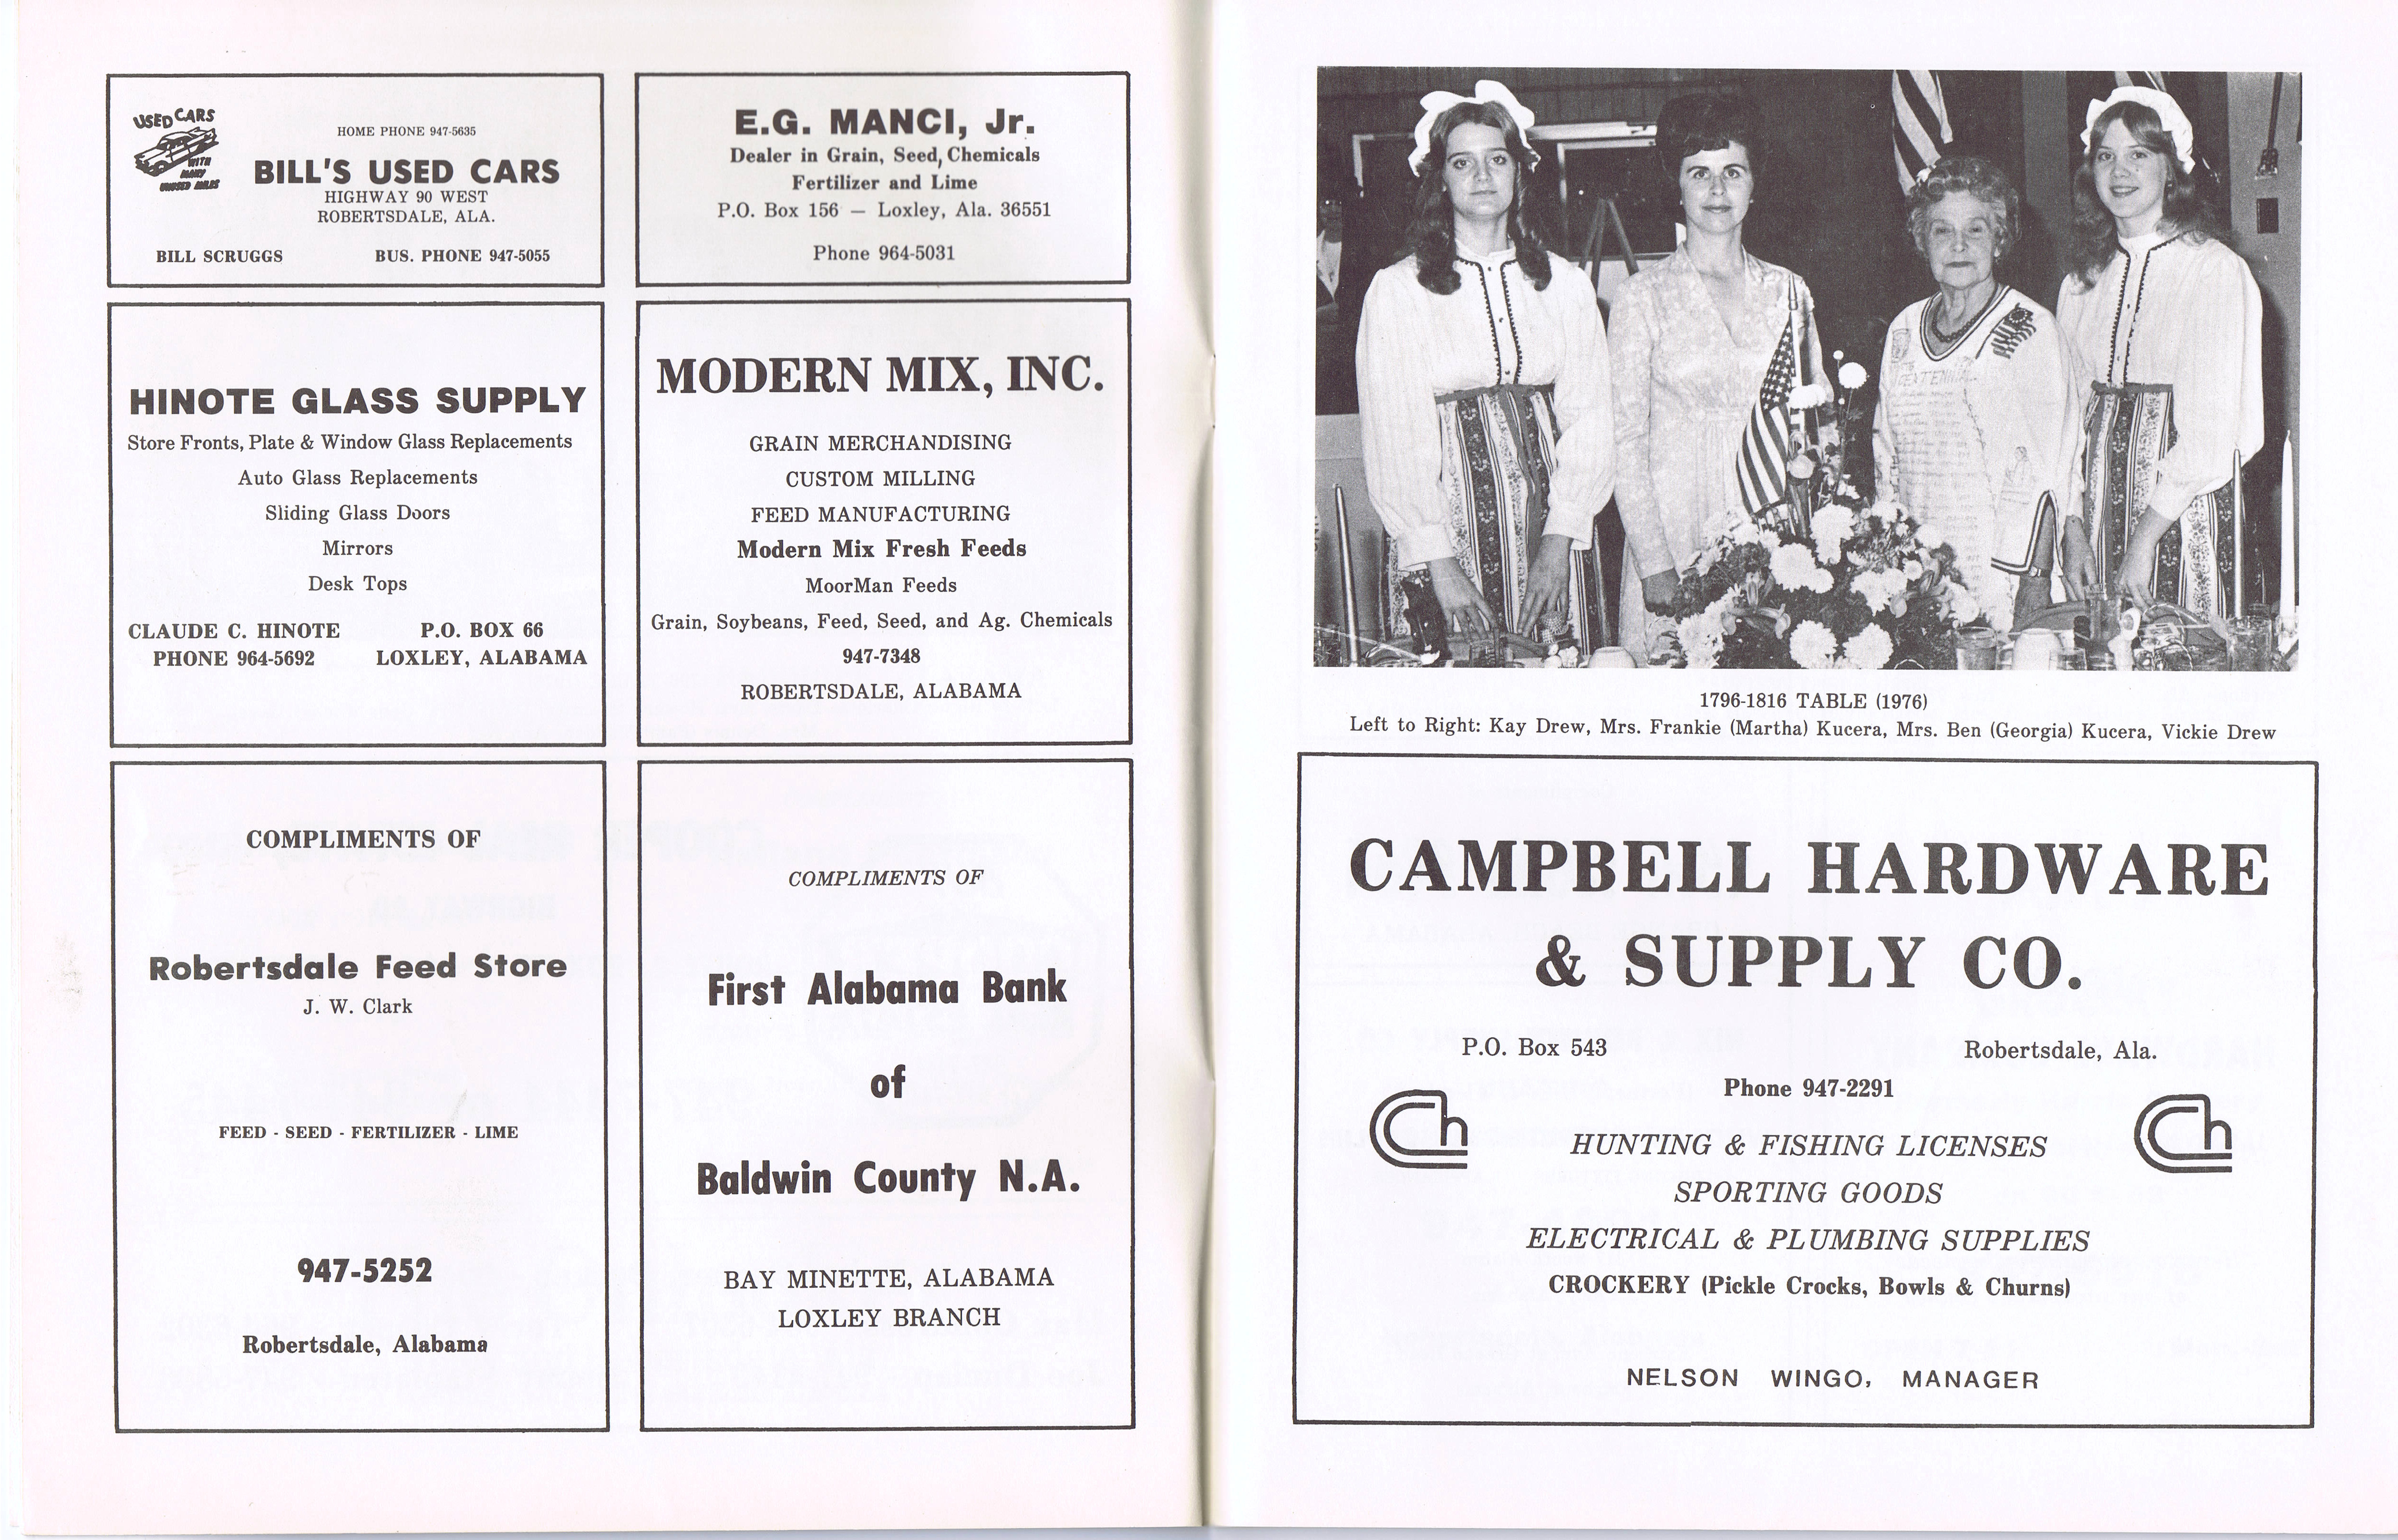 USED CARS
WITH
MANY
UNUSED MILES
HOME PHONE 947-5635
BILL'S USED CARS
HIGHWAY 90 WEST
ROBERTSDALE, ALA.
BILL SCRUGGS BUS. PHONE 947-5055
E.G. MANCI, Jr.
Dealer in Grain, Seed, Chemicals
Fertilizer and Lime
P.O. Box 156 — Loxley, Ala. 36551
Phone 964-5031
HINOTE GLASS SUPPLY
Store Fronts, Plate & Window Glass Replacements
Auto Glass Replacements
Sliding Glass Doors
Mirrors
Desk Tops
CLAUDE C. HINOTE P.O. BOX 66
PHONE 964-5692 LOXLEY, ALABAMA
MODERN MIX, INC.
GRAIN MERCHANDISING
CUSTOM MILLING
FEED MANUFACTURING
Modern Mix Fresh Feeds
MoorMan Feeds
Grain, Soybeans, Feed, Seed, and Ag. Chemicals
947-7348
ROBERTSDALE, ALABAMA
COMPLIMENTS OF
Robertsdale Feed Store
J. W. Clark
FEED - SEED - FERTILIZER - LIME
947-5252
Robertsdale, Alabama
COMPLIMENTS OF
First Alabama Bank
of
Baldwin County N.A.
BAY MINETTE, ALABAMA
LOXLEY BRANCH
1796-1816 TABLE (1976)
Left to Right: Kay Drew, Mrs. Frankie (Martha) Kucera, Mrs. Ben (Georgia) Kucera, Vickie Drew
CAMPBELL HARDWARE
& SUPPLY CO.
P.O. Box 543 Robertsdale, Ala.
Phone 947-2291
Ch Ch
HUNTING & FISHING LICENSES
SPORTING GOODS
ELECTRICAL & PLUMBING SUPPLIES
CROCKERY (Pickle Crocks, Bowls & Churns)
NELSON WINGO, MANAGER